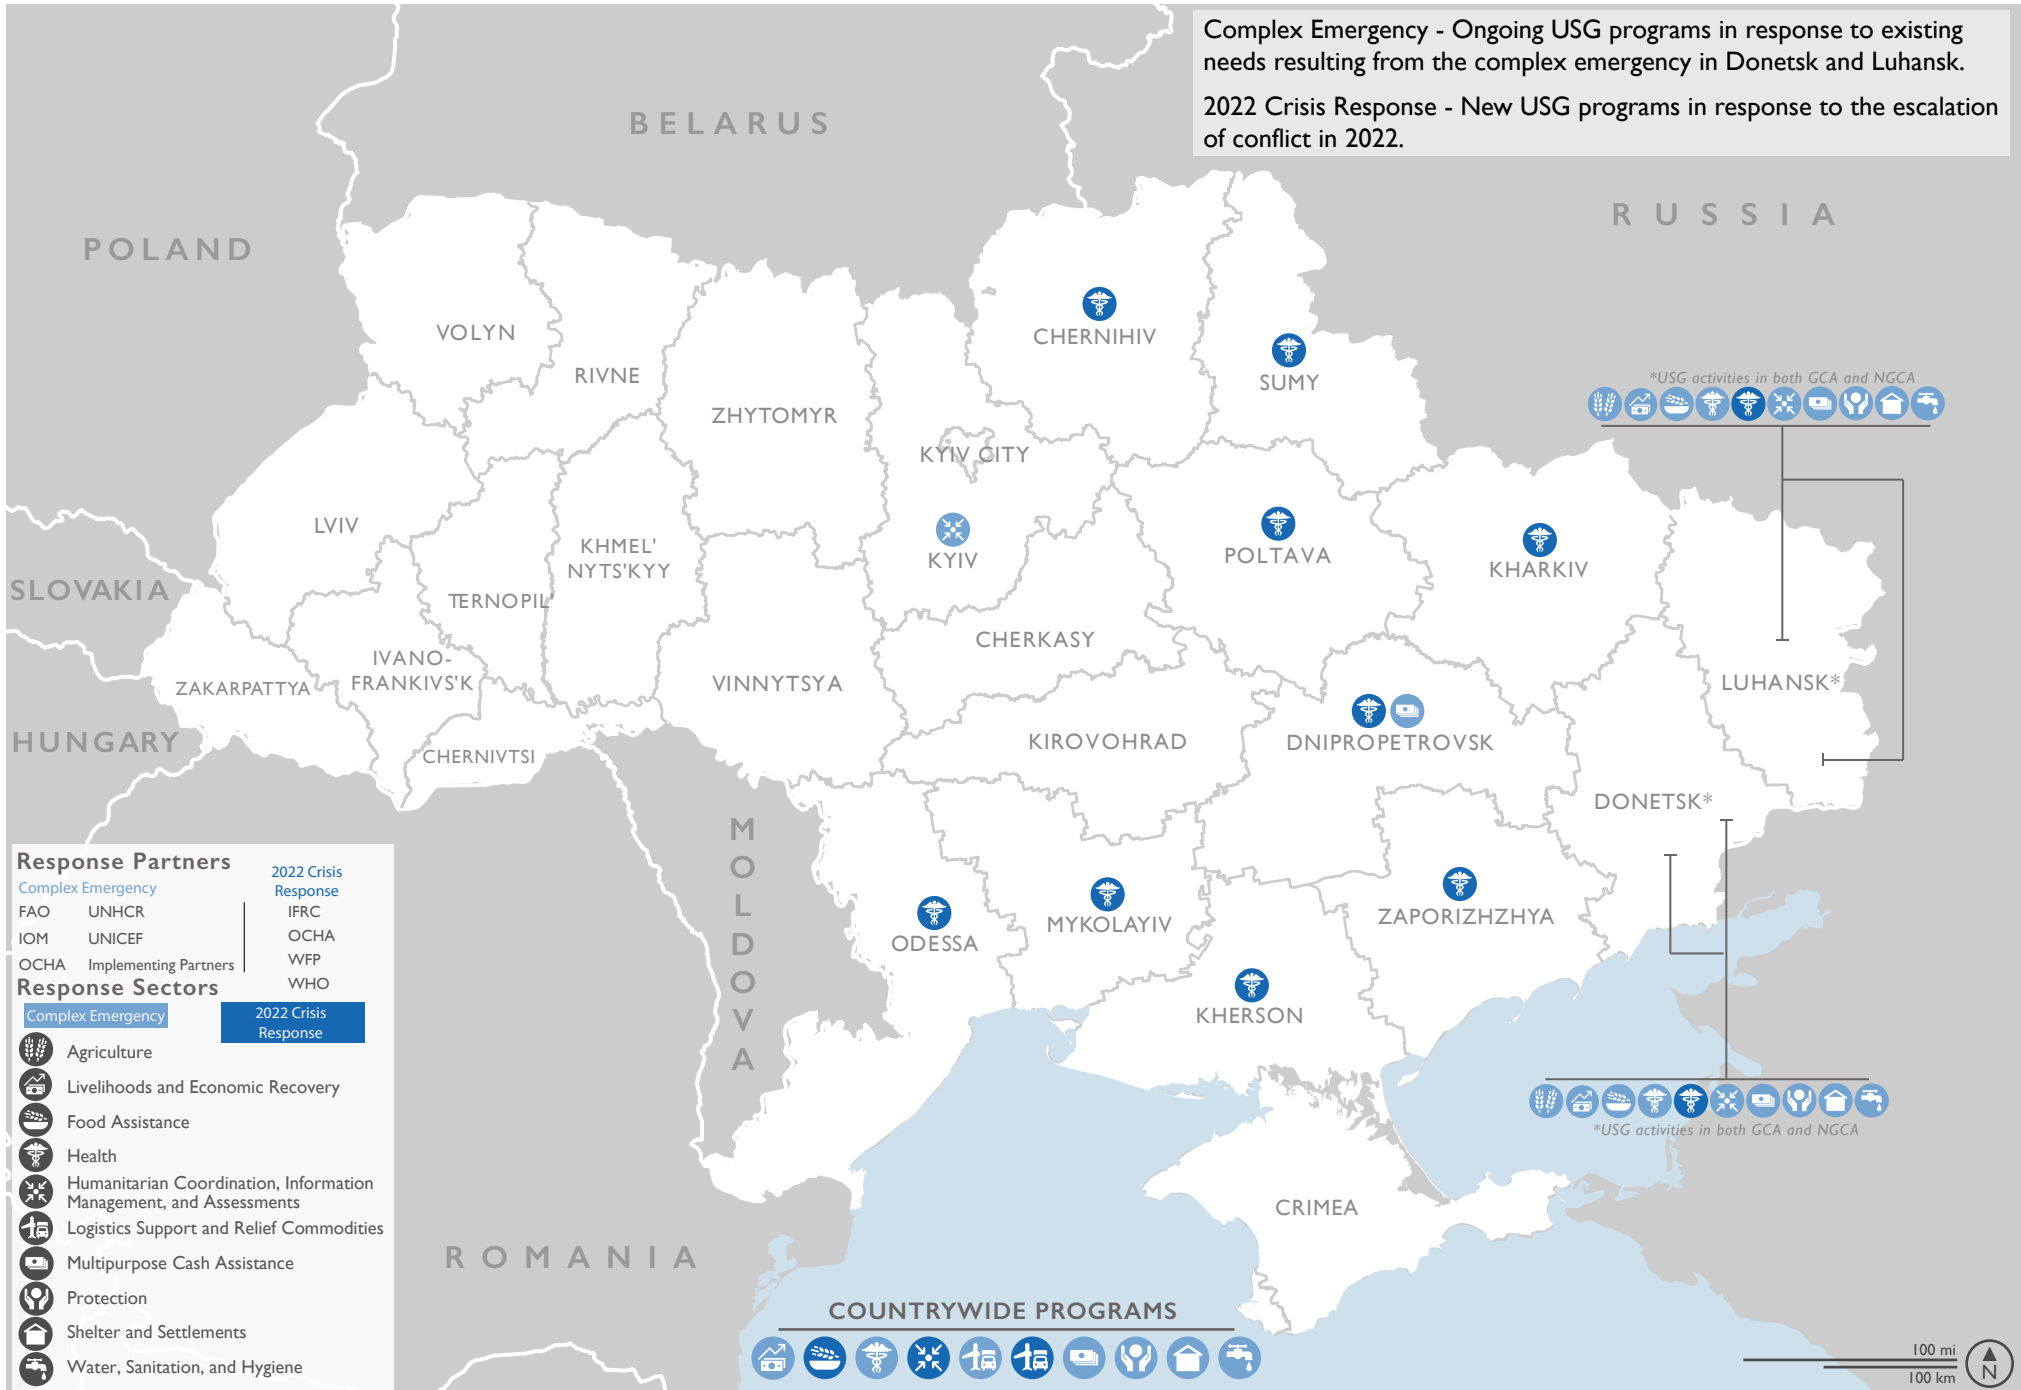 Complex Emergency - Ongoing USG programs in response to existing
needs resulting from the complex emergency in Donetsk and Luhansk.
2022 Crisis Response - New USG programs in response to the escalation
of conflict in 2022.
BELARUS
RUSSIA
POLAND
VOLYN
RIVNE
ZHYTOMYR
CHERNIHIV
SUMY
*USG activities in both GCA and NGCA
KYIV CITY
LVIV
KHMEL'
NYTS'KYY
KYIV
POLTAVA
KHARKIV
SLOVAKIA
TERNOPIL'
CHERKASY
IVANO-
FRANKIVS'K
ZAKARPATTYA
VINNYTSYA
LUHANSK*
HUNGARY
CHERNIVTSI
KIROVOHRAD
DNIPROPETROVSK
DONETSK*
MOLDOVA
ODESSA
MYKOLAYIV
ZAPORIZHZHYA
KHERSON
*USG activities in both GCA and NGCA
CRIMEA
ROMANIA
Response Partners
Complex Emergency
2022 Crisis
Response
FAO UNHCR IFRC
IOM UNICEF OCHA
OCHA Implementing Partners WFP
WHO
Response Sectors
Complex Emergency
2022 Crisis
Response
Agriculture
Livelihoods and Economic Recovery
Food Assistance
Health
Humanitarian Coordination, Information
Management, and Assessments
Logistics Support and Relief Commodities
Multipurpose Cash Assistance
Protection
Shelter and Settlements
Water, Sanitation, and Hygiene
COUNTRYWIDE PROGRAMS
100 mi
100 km
N